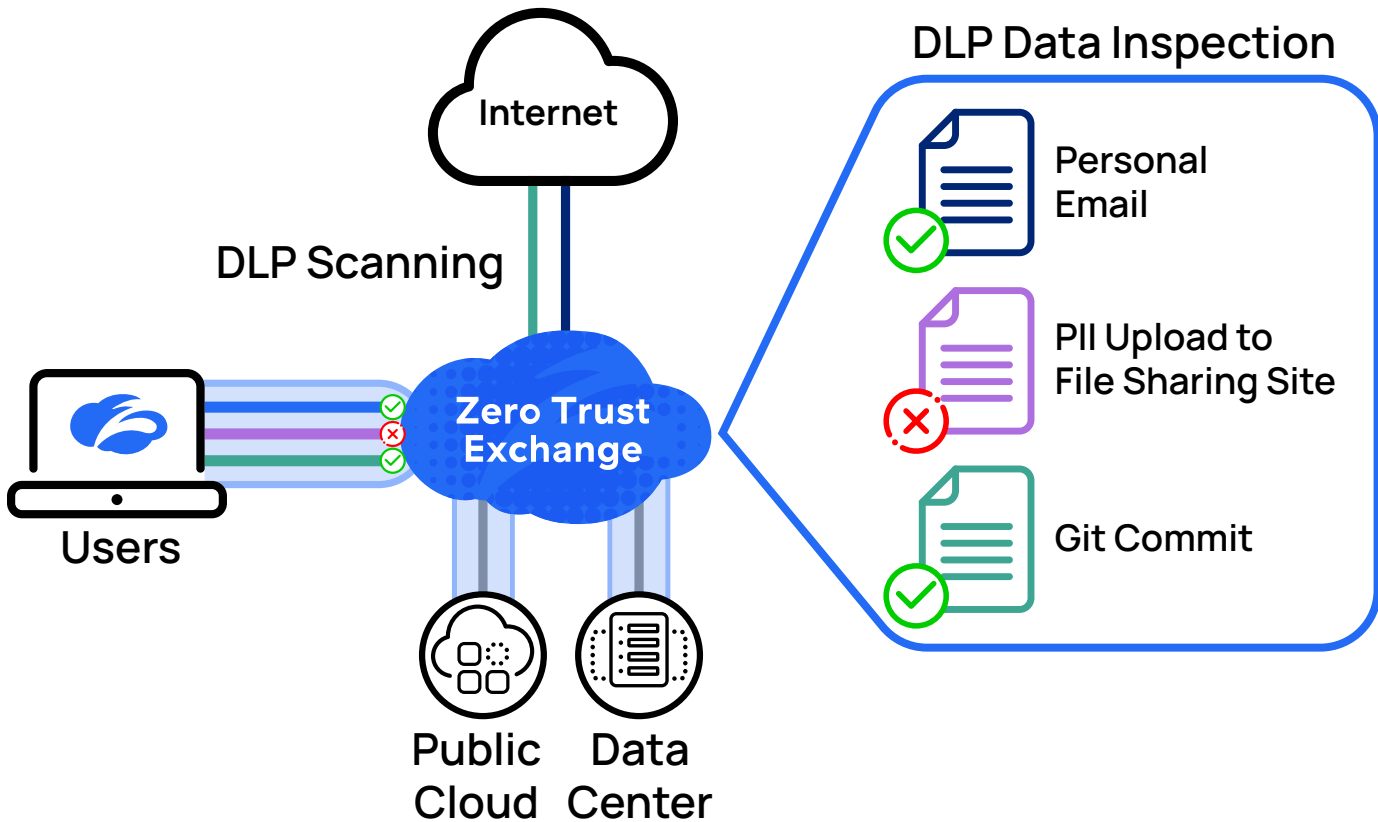 DLP Data Inspection
Internet
Personal
Email
DLP Scanning
PII Upload to
File Sharing Site
Zero Trust
Exchange
Users
Git Commit
Public
Cloud
Data
Center